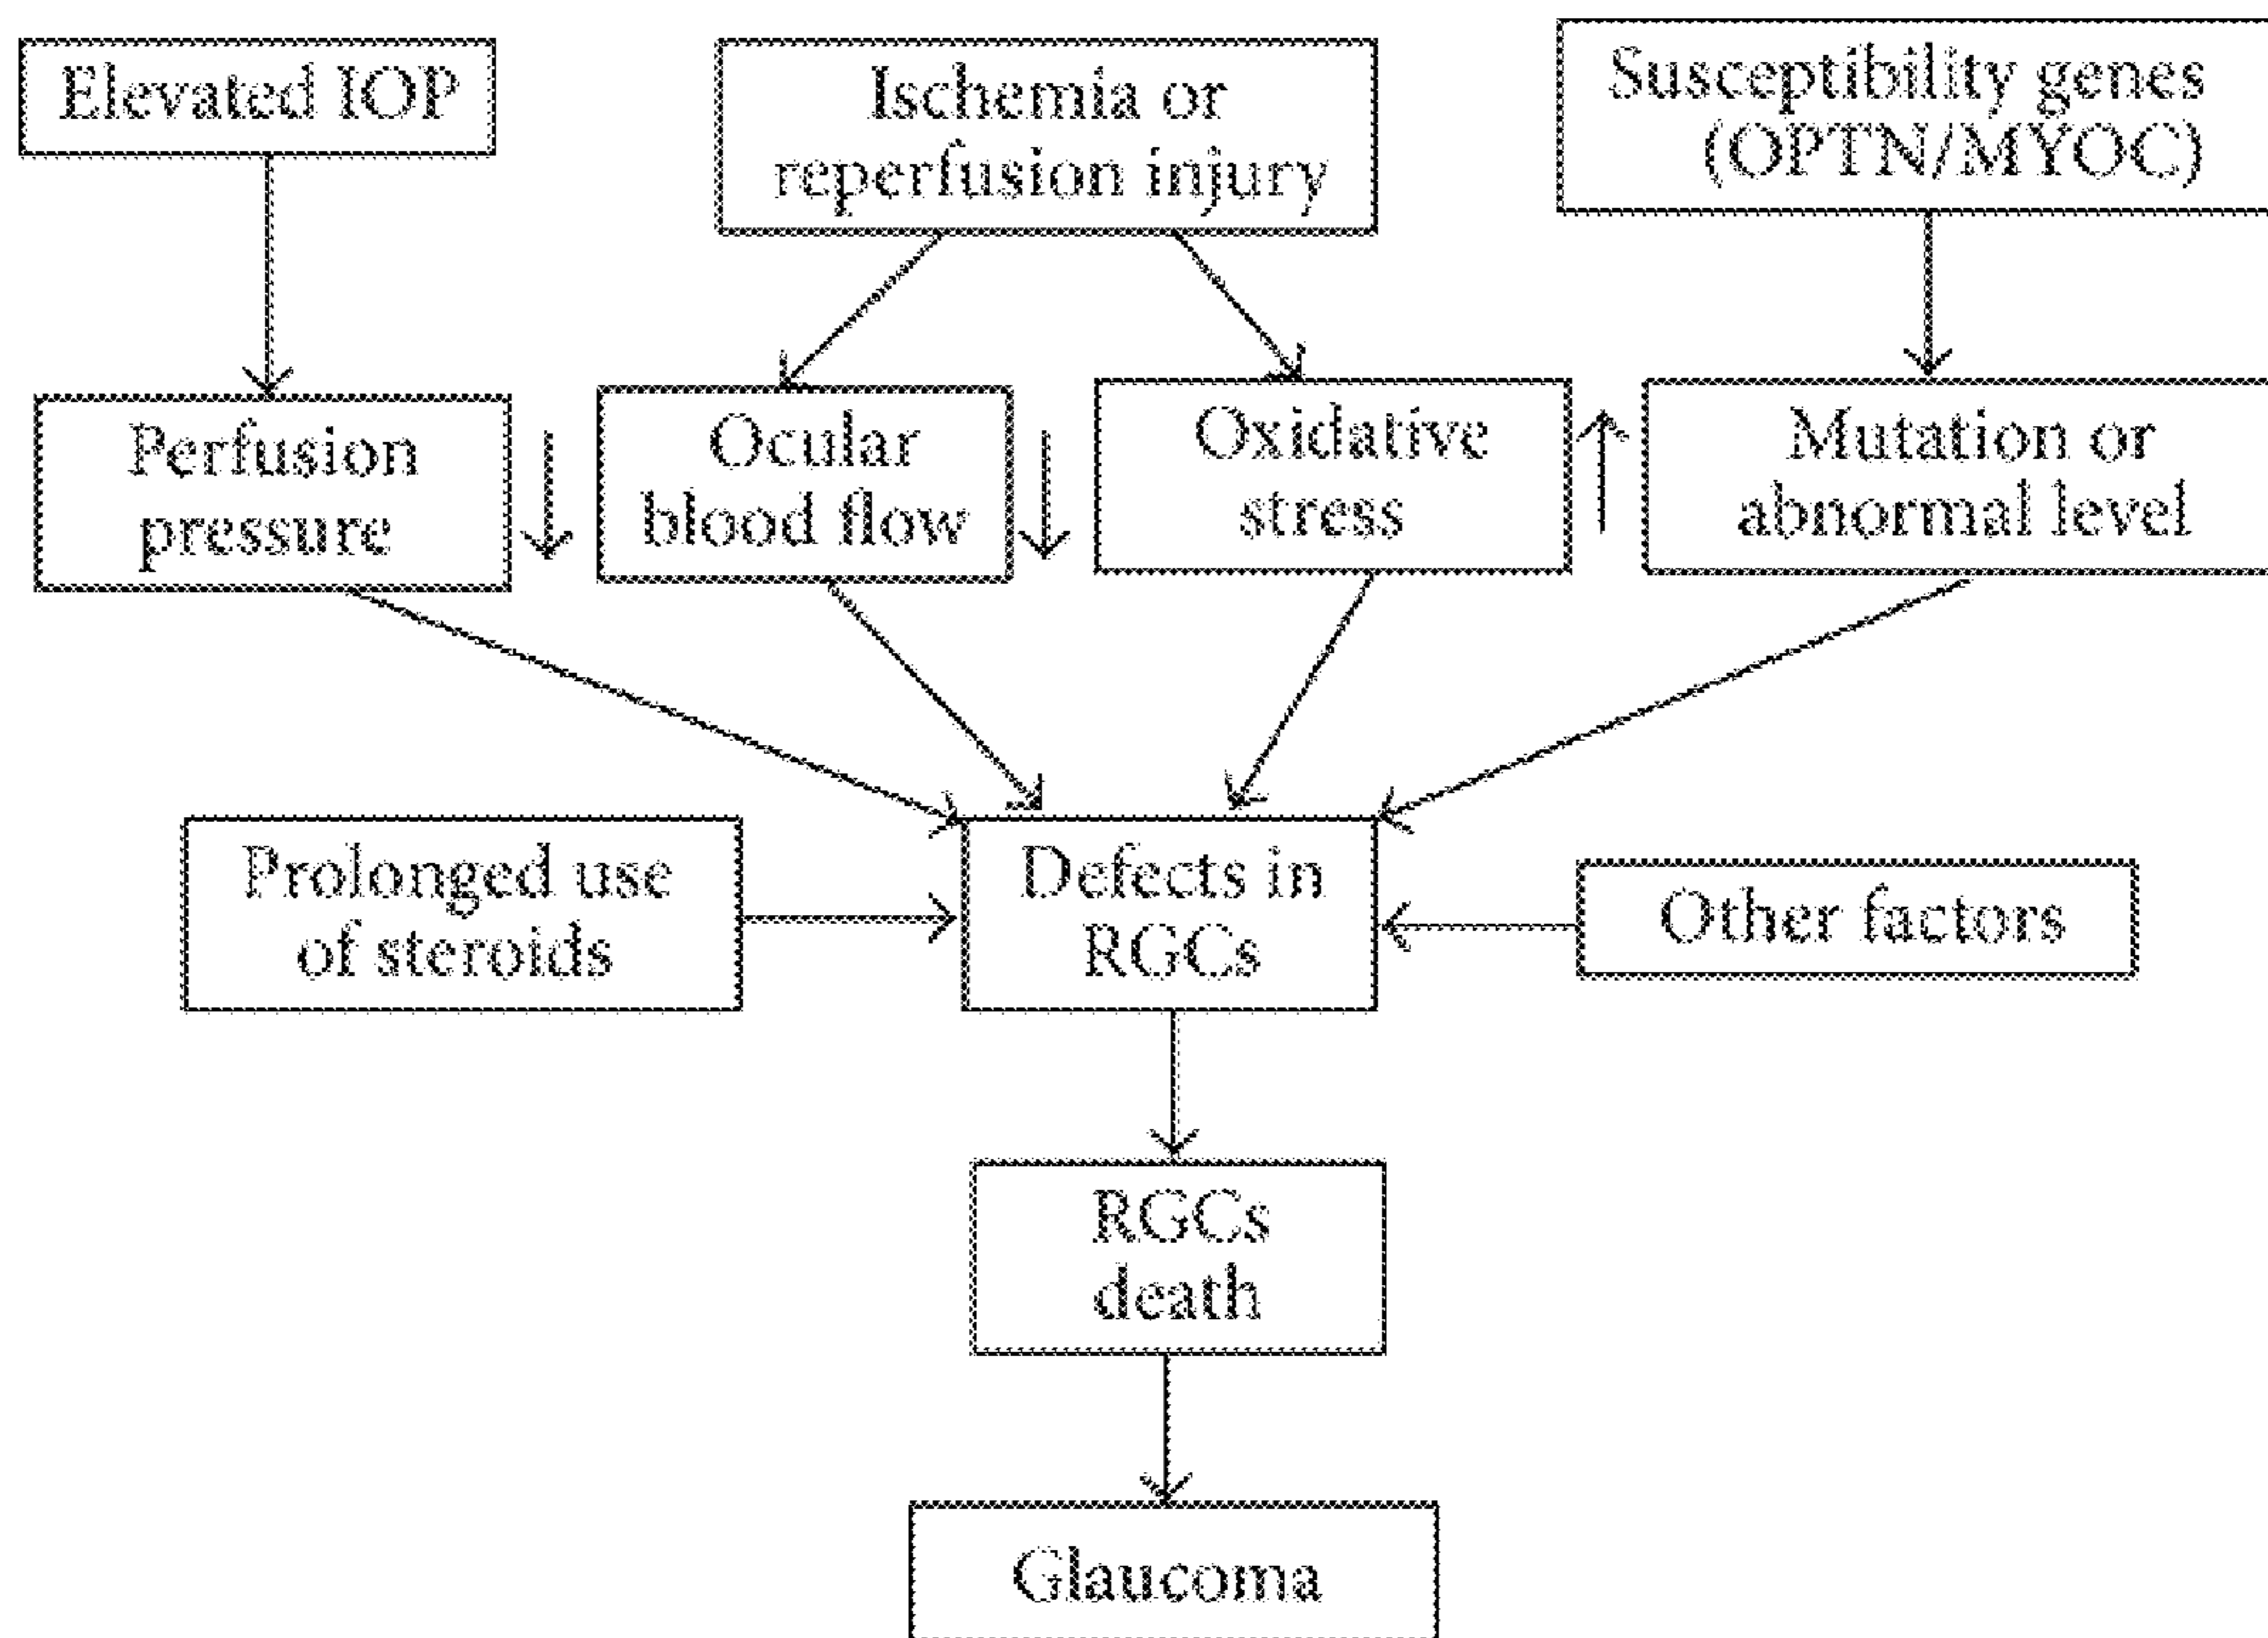 Elevated IOP
Ischemia or
reperfusion injury
Susceptibility genes
(OPTN/MYOC)
Perfusion
pressure
Ocular
blood flow
Oxidative
stress
Mutation or
abnormal level
Prolonged use
of steroids
Defects in
RGCs
Other factors
RGCs
death
Glaucoma